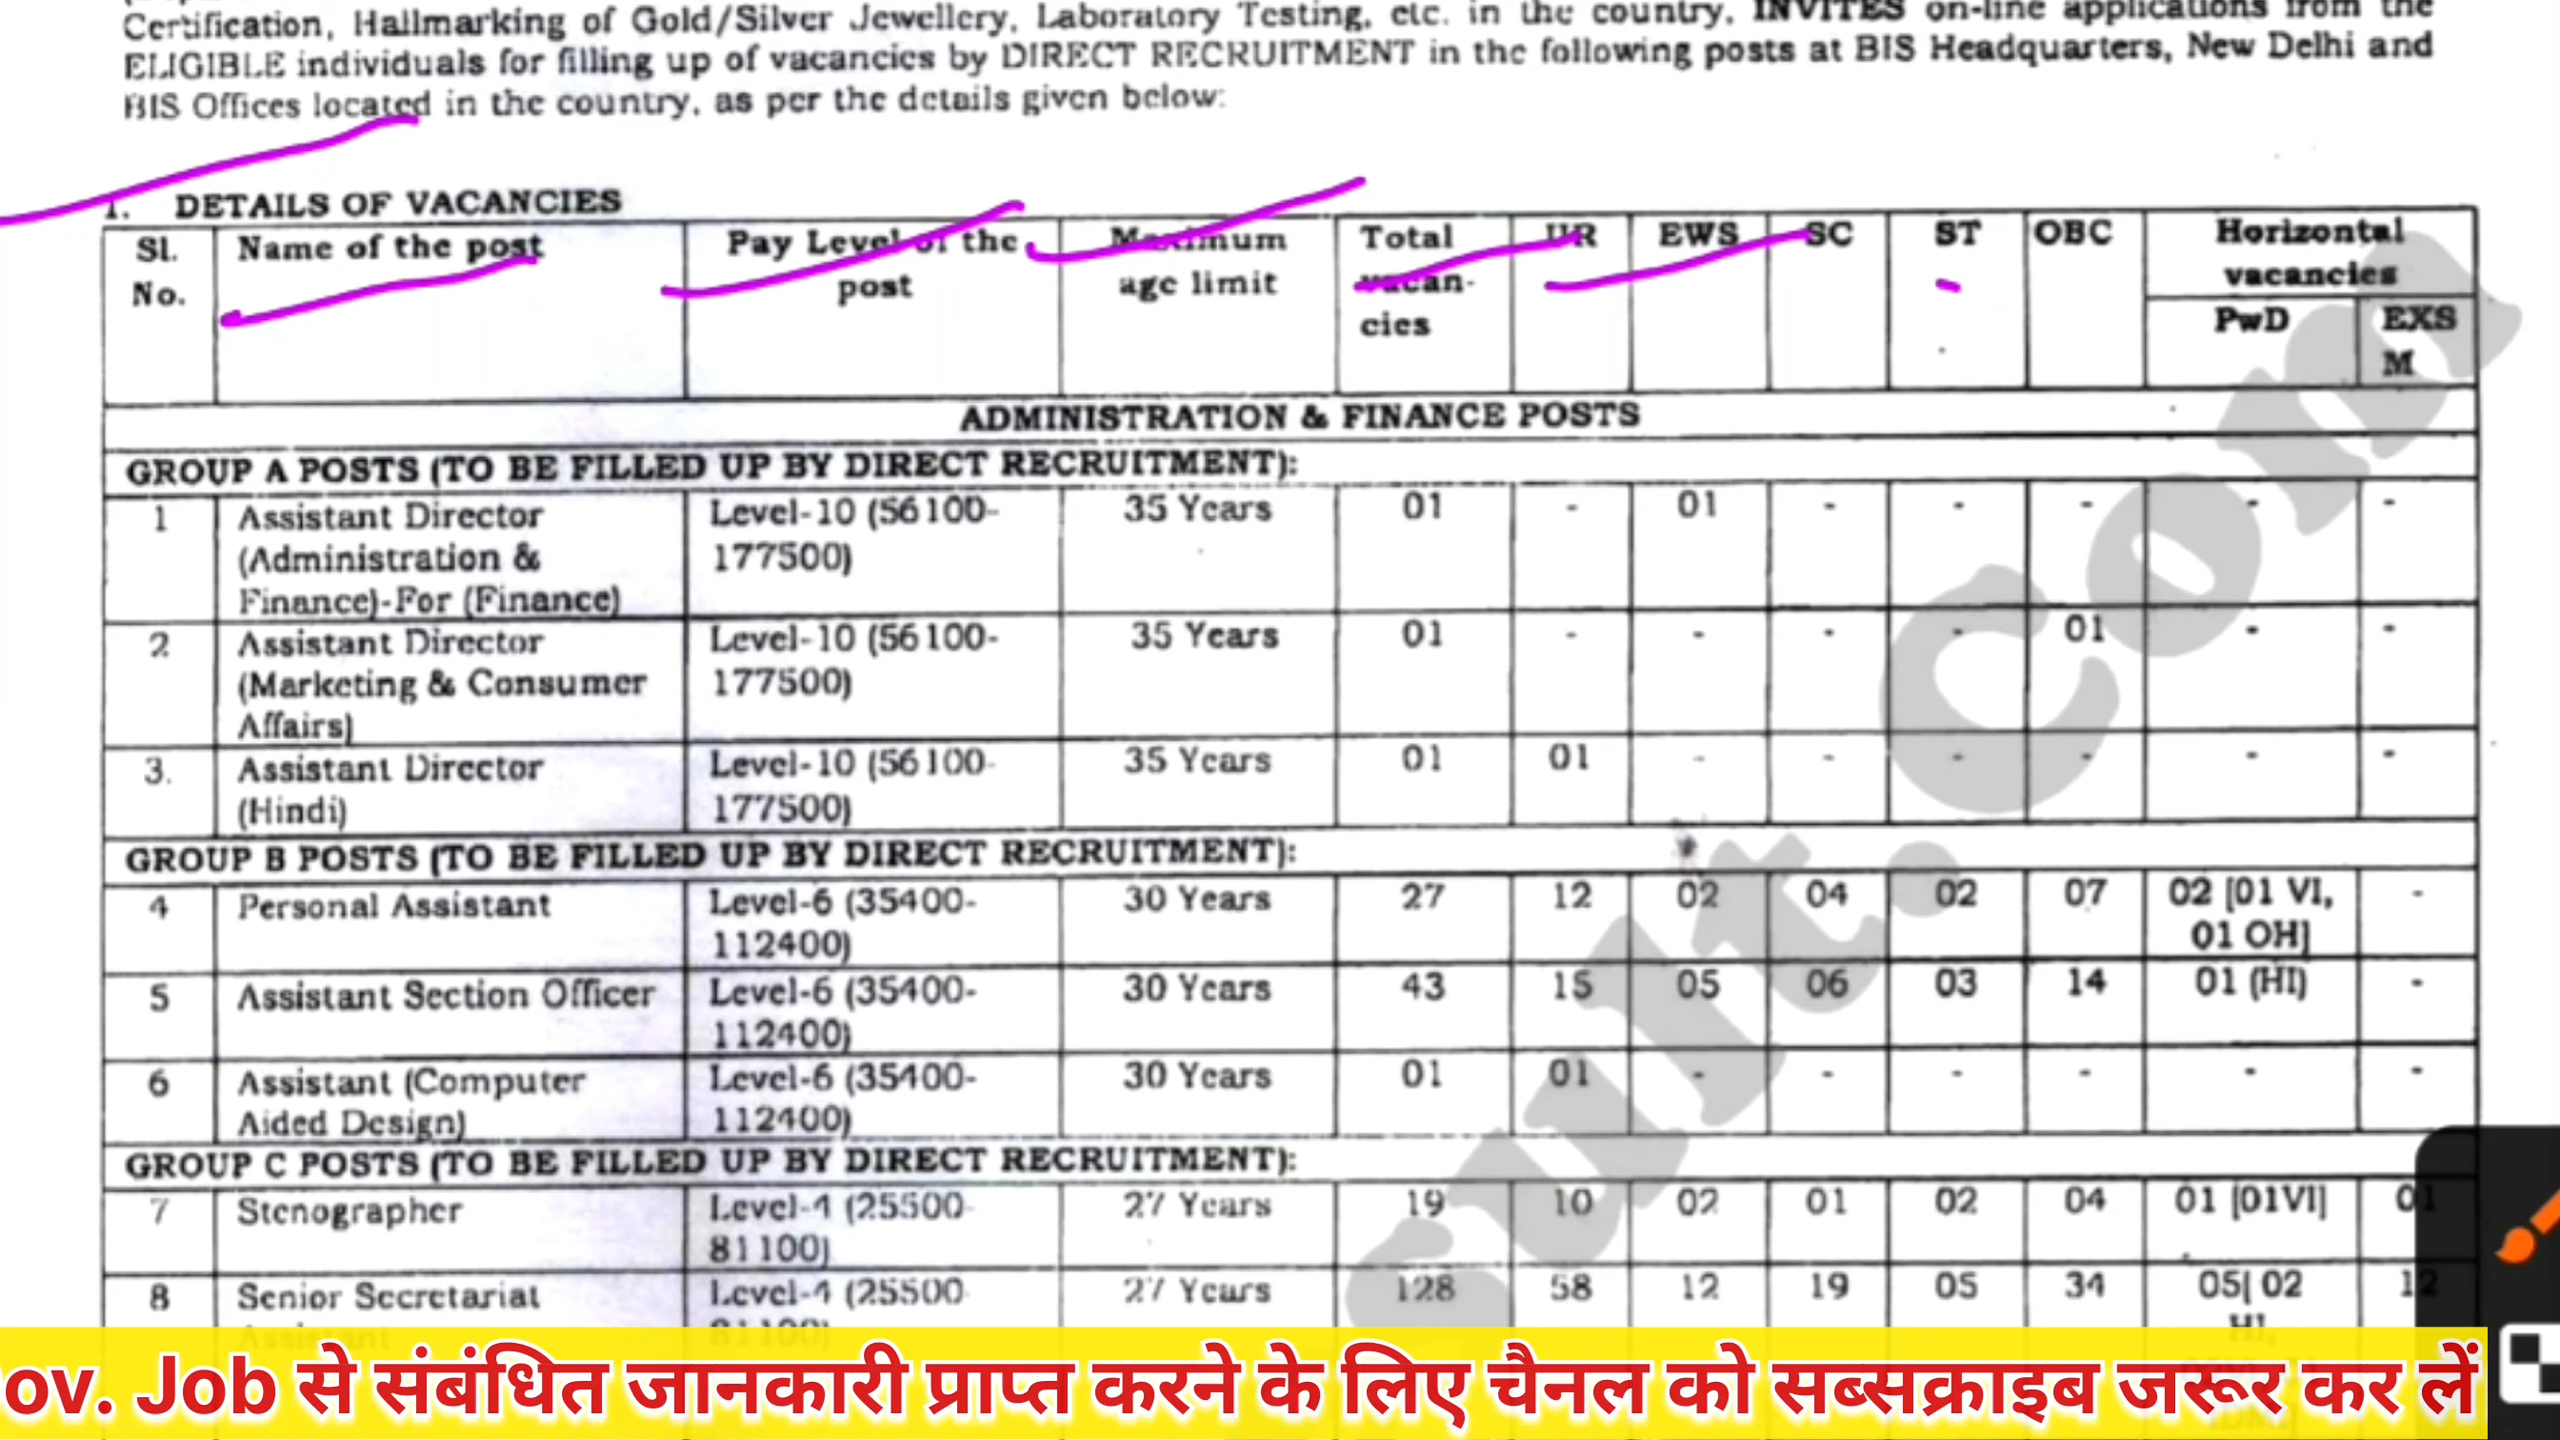 Certification, Hallmarking of Gold/Silver Jewellery, Laboratory Testing, etc. in the country, INVITES on-line applications from the
ELIGIBLE individuals for filling up of vacancies by DIRECT RECRUITMENT in the following posts at BIS Headquarters, New Delhi and
BIS Offices located in the country, as per the details given below:
1. DETAILS OF VACANCIES
Sl. No. Name of the post Pay Level of the post Maximum age limit Total vacan-cies UR EWS SC ST OBC Horizontal vacancies PwD EXSM
ADMINISTRATION & FINANCE POSTS
GROUP A POSTS (TO BE FILLED UP BY DIRECT RECRUITMENT):
1 Assistant Director Level-10 (56100- 35 Years 01 - 01 - - - - -
(Administration & 177500)
Finance)-For (Finance)
2 Assistant Director Level-10 (56100- 35 Years 01 - - - - 01 - -
(Marketing & Consumer 177500)
Affairs)
3. Assistant Director Level-10 (56100- 35 Years 01 01 - - - - - -
(Hindi) 177500)
GROUP B POSTS (TO BE FILLED UP BY DIRECT RECRUITMENT):
4 Personal Assistant Level-6 (35400- 30 Years 27 12 02 04 02 07 02 [01 VI, -
112400) 01 OH]
5 Assistant Section Officer Level-6 (35400- 30 Years 43 15 05 06 03 14 01 (HI) -
112400)
6 Assistant (Computer Level-6 (35400- 30 Years 01 01 - - - - - -
Aided Design) 112400)
GROUP C POSTS (TO BE FILLED UP BY DIRECT RECRUITMENT):
7 Stenographer Level-4 (25500- 27 Years 19 10 02 01 02 04 01 [01VI] 01
81100)
8 Senior Secretariat Level-4 (25500- 27 Years 128 58 12 19 05 34 05[ 02 12
Assistant 81100) HI,
ov. Job से संबंधित जानकारी प्राप्त करने के लिए चैनल को सब्सक्राइब जरूर कर लें
sult.Com